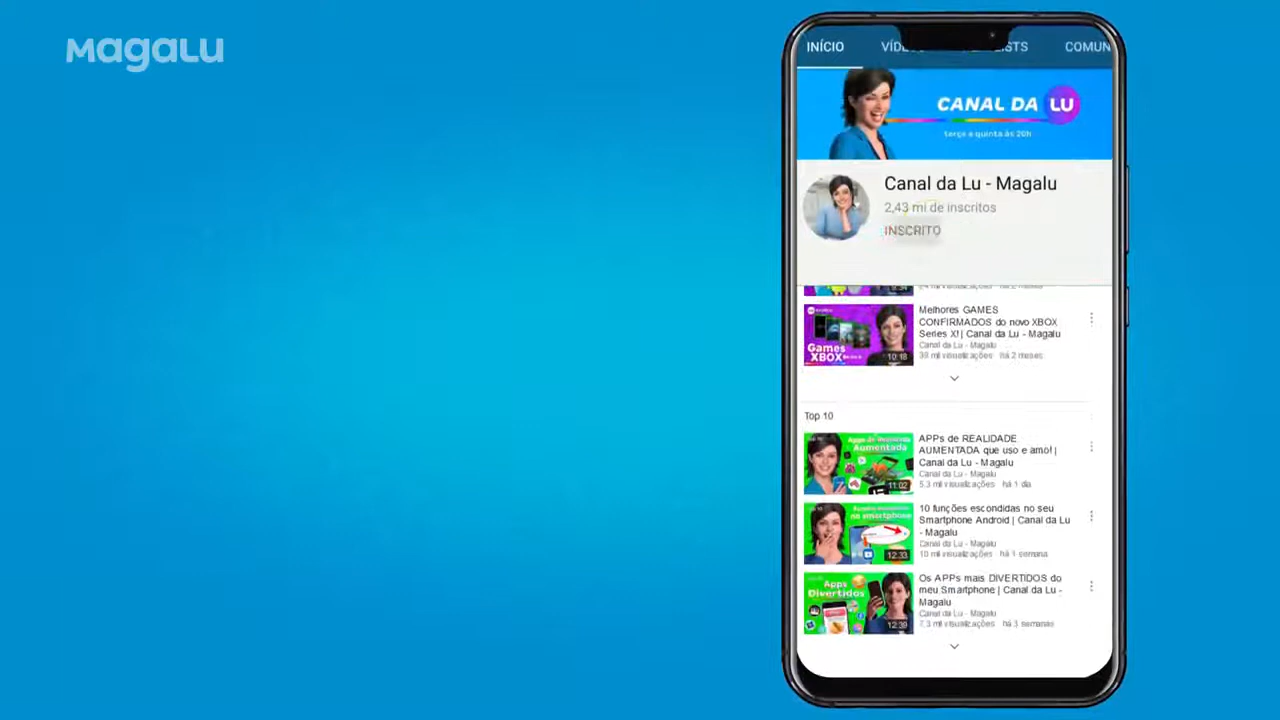 MAGALU
INÍCIO
COMUN
CANAL DA LU
terça a quinta às 20h
Canal da Lu - Magalu
2,43 mi de inscritos
INSCRITO
Melhores GAMES
CONFIRMADOS do novo XBOX
Series X! | Canal da Lu - Magalu
Canal da Lu - Magalu
38 mil visualizações há 2 meses
Games
XBOX
10:18
Top 10
APPs de REALIDADE
AUMENTADA que uso e amo! |
Canal da Lu - Magalu
Canal da Lu - Magalu
5,3 mil visualizações há 1 dia
Aumentada
11:02
10 funções escondidas no seu
Smartphone Android | Canal da Lu
- Magalu
Canal da Lu - Magalu
10 mil visualizações há 1 semana
no smartphone
12:33
Os APPs mais DIVERTIDOS do
meu Smartphone | Canal da Lu -
Magalu
Canal da Lu - Magalu
7,3 mil visualizações há 3 semanas
Apps
Divertidos
12:39